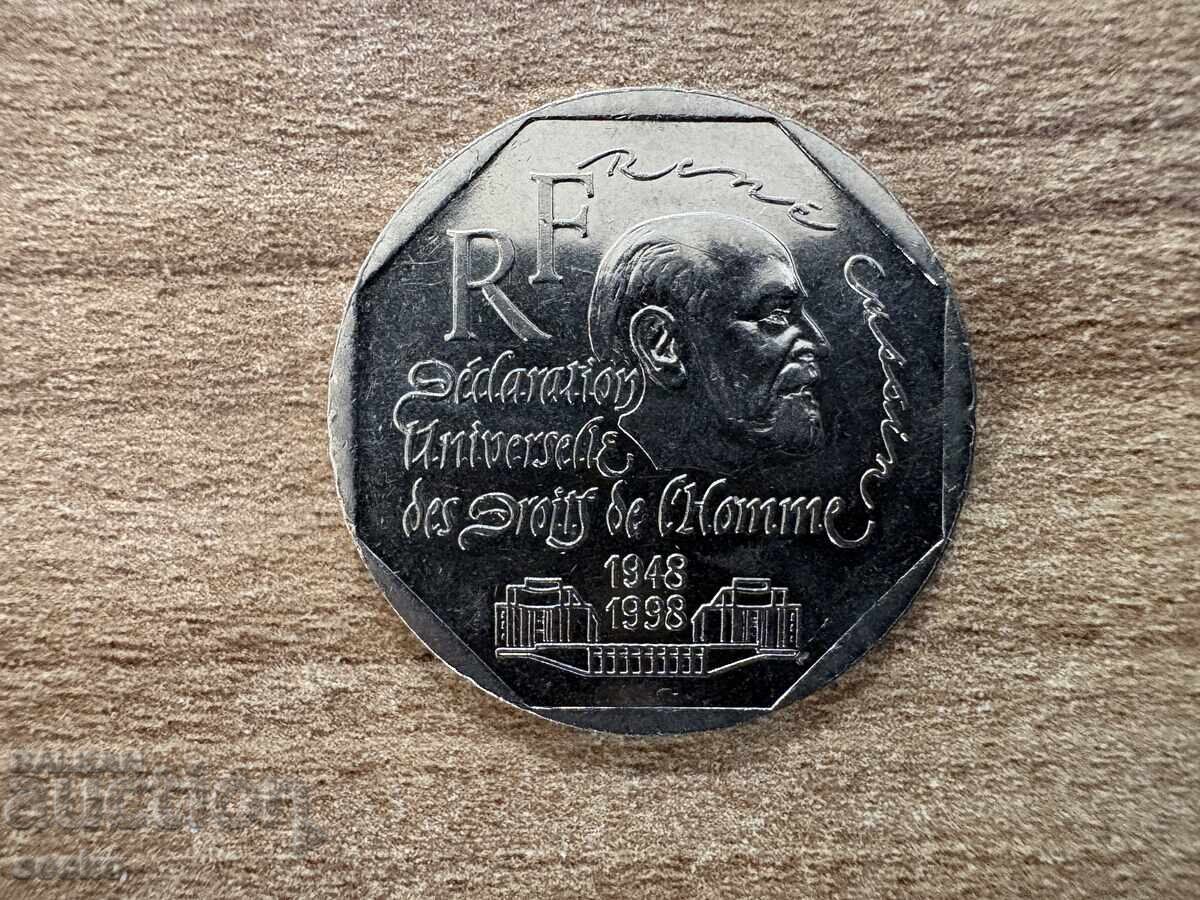 RF
René
Cassin
Déclaration
Universelle
des Droits de l'Homme
1948
1998
BALKAN
auction